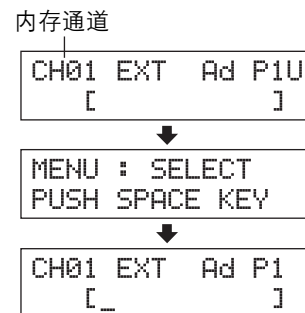 内存通道
CH01 EXT Ad P1U
[ ]
MENU : SELECT
PUSH SPACE KEY
CH01 EXT Ad P1
[_ ]